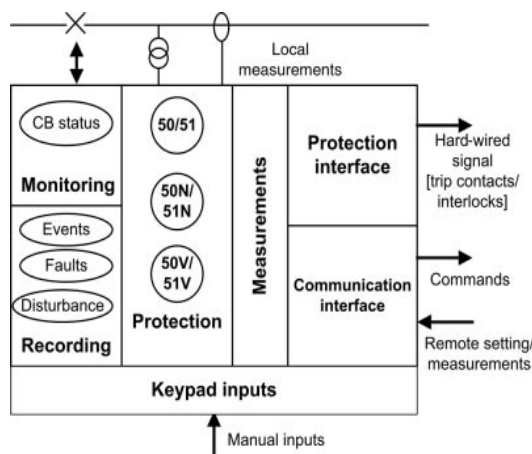 Local
measurements
CB status
Monitoring
Events
Faults
Disturbance
Recording
50/51
50N/
51N
50V/
51V
Protection
Measurements
Protection
interface
Communication
interface
Hard-wired
signal
[trip contacts/
interlocks]
Commands
Remote setting/
measurements
Keypad inputs
Manual inputs